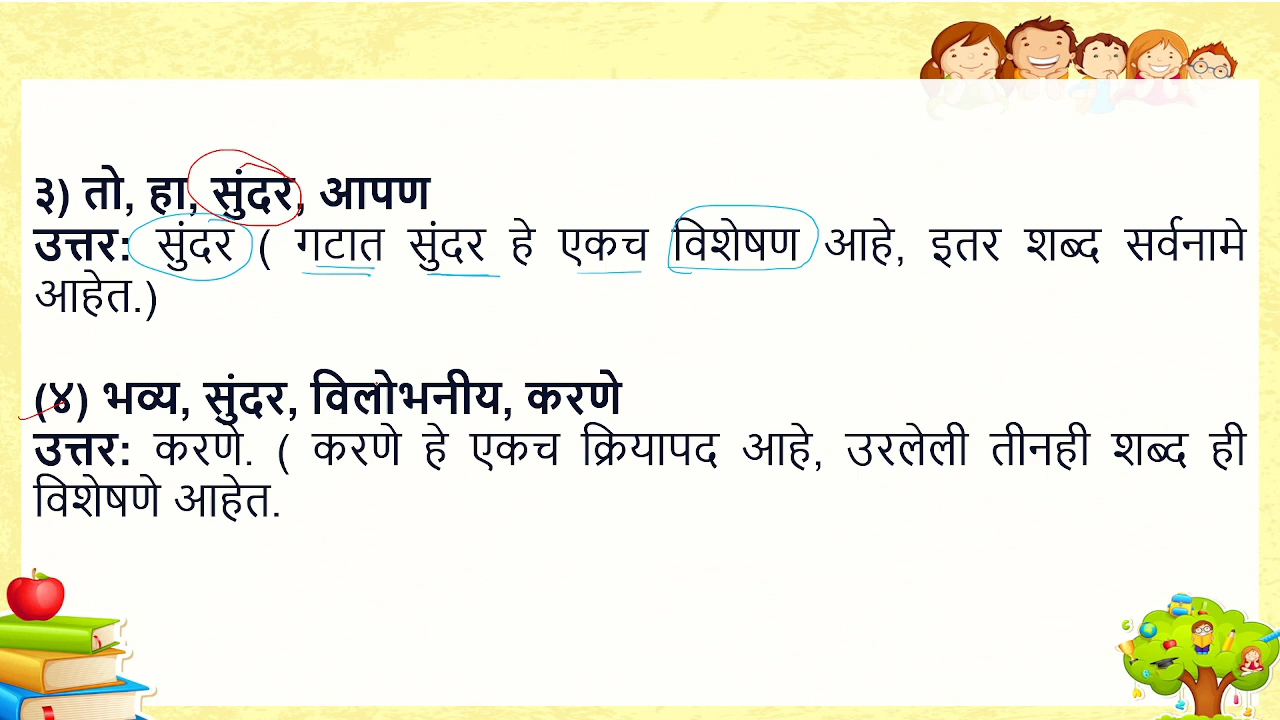 ३) तो, हा, सुंदर, आपण
उत्तर: सुंदर ( गटात सुंदर हे एकच विशेषण आहे, इतर शब्द सर्वनामे
आहेत.)
(४) भव्य, सुंदर, विलोभनीय, करणे
उत्तर: करणे. ( करणे हे एकच क्रियापद आहे, उरलेली तीनही शब्द ही
विशेषणे आहेत.